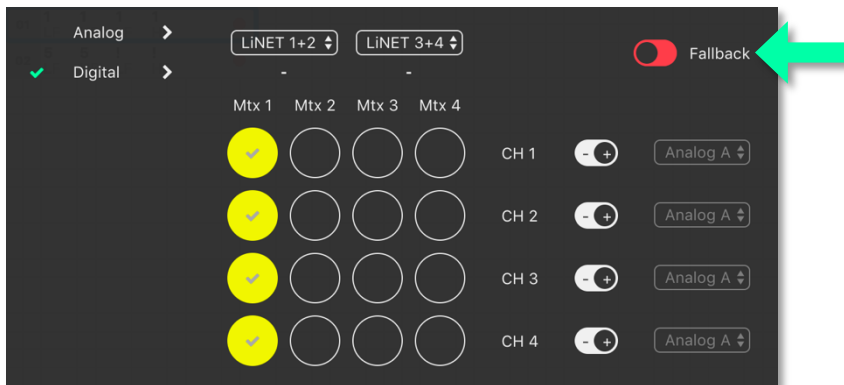 Analog
LiNET 1+2 LiNET 3+4
Fallback
Digital
- -
Mtx 1 Mtx 2 Mtx 3 Mtx 4
CH 1 - + Analog A
CH 2 - + Analog A
CH 3 - + Analog A
CH 4 - + Analog A